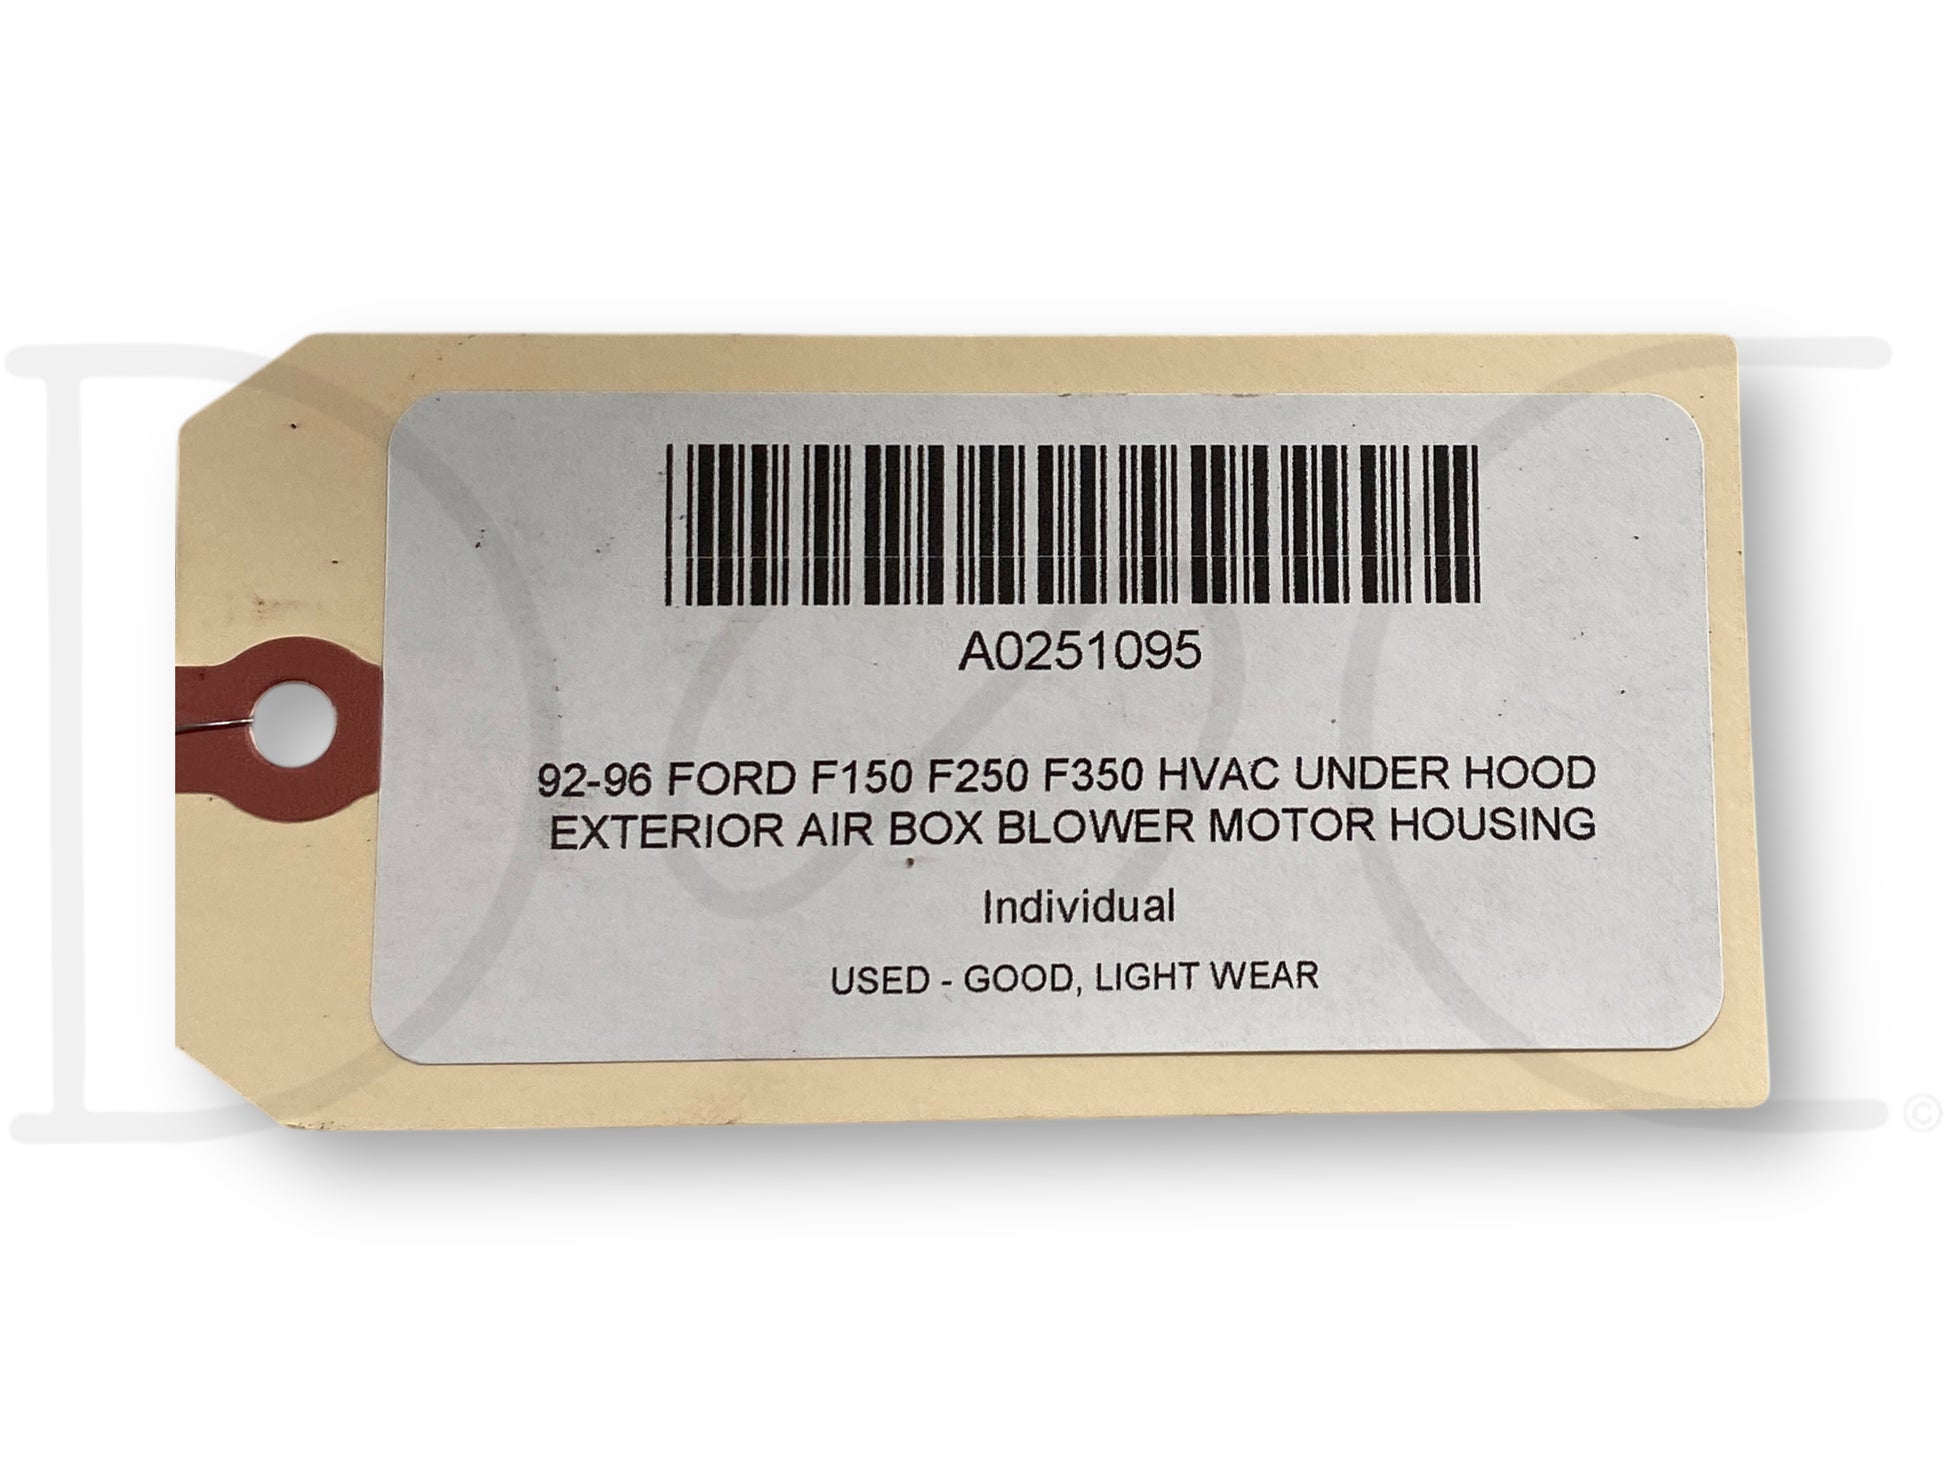 A0251095
92-96 FORD F150 F250 F350 HVAC UNDER HOOD
EXTERIOR AIR BOX BLOWER MOTOR HOUSING
Individual
USED - GOOD, LIGHT WEAR
©